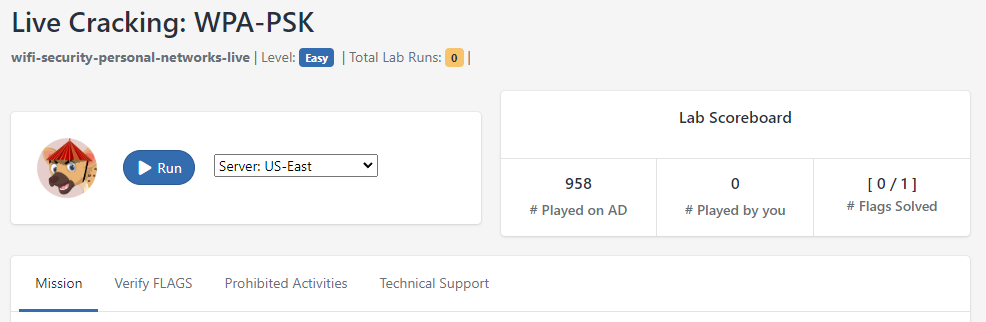 Live Cracking: WPA-PSK
wifi-security-personal-networks-live | Level: Easy | Total Lab Runs: 0 |
Run
Server: US-East
Lab Scoreboard
958
# Played on AD
0
# Played by you
[ 0 / 1 ]
# Flags Solved
Mission Verify FLAGS Prohibited Activities Technical Support